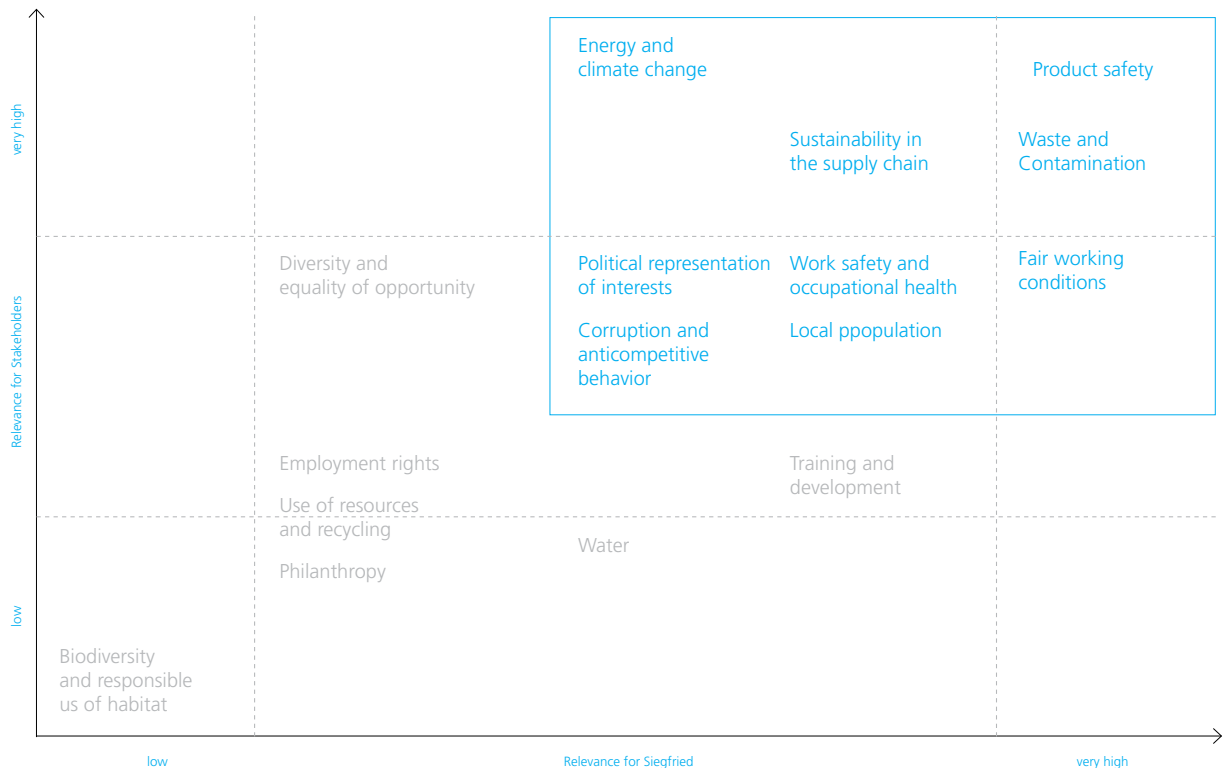 very high
Relevance for Stakeholders
low
Energy and
climate change
Product safety
Sustainability in
the supply chain
Waste and
Contamination
Diversity and
equality of opportunity
Political representation
of interests
Work safety and
occupational health
Fair working
conditions
Corruption and
anticompetitive
behavior
Local ppopulation
Employment rights
Training and
development
Use of resources
and recycling
Water
Philanthropy
Biodiversity
and responsible
us of habitat
low
Relevance for Siegfried
very high